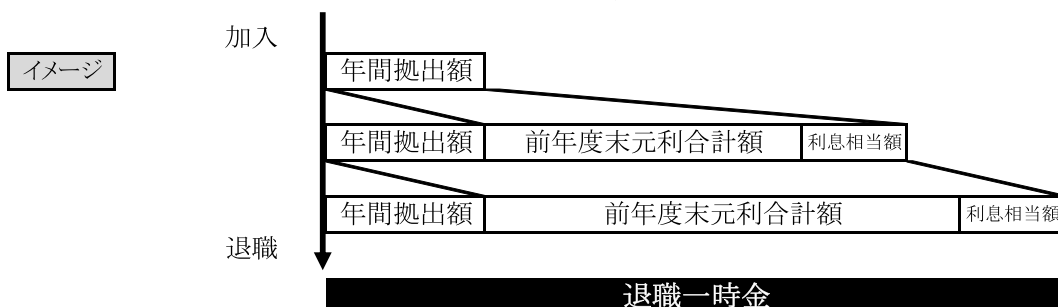 加入
イメージ
年間拠出額
年間拠出額 前年度末元利合計額 利息相当額
年間拠出額 前年度末元利合計額 利息相当額
退職
退職一時金